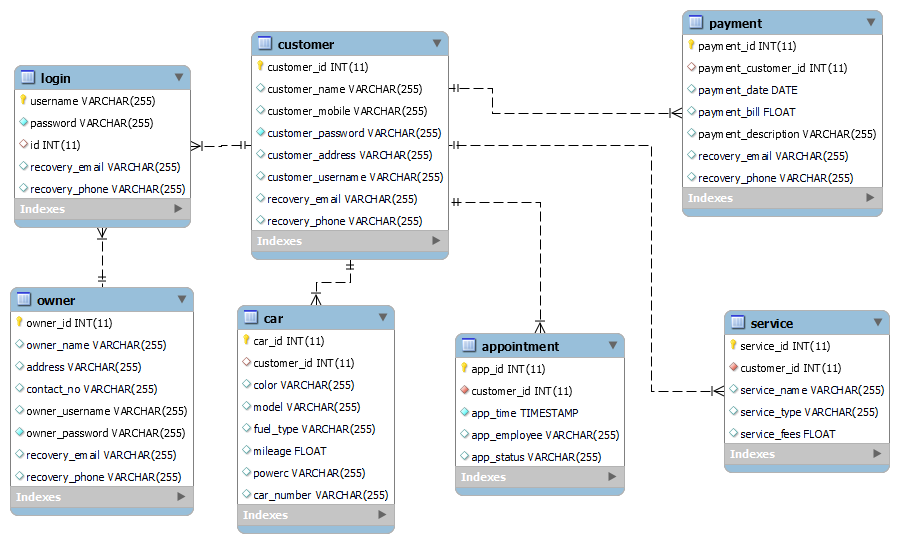 login
username VARCHAR(255)
password VARCHAR(255)
id INT(11)
recovery_email VARCHAR(255)
recovery_phone VARCHAR(255)
Indexes
customer
customer_id INT(11)
customer_name VARCHAR(255)
customer_mobile VARCHAR(255)
customer_password VARCHAR(255)
customer_address VARCHAR(255)
customer_username VARCHAR(255)
recovery_email VARCHAR(255)
recovery_phone VARCHAR(255)
Indexes
payment
payment_id INT(11)
payment_customer_id INT(11)
payment_date DATE
payment_bill FLOAT
payment_description VARCHAR(255)
recovery_email VARCHAR(255)
recovery_phone VARCHAR(255)
Indexes
owner
owner_id INT(11)
owner_name VARCHAR(255)
address VARCHAR(255)
contact_no VARCHAR(255)
owner_username VARCHAR(255)
owner_password VARCHAR(255)
recovery_email VARCHAR(255)
recovery_phone VARCHAR(255)
Indexes
car
car_id INT(11)
customer_id INT(11)
color VARCHAR(255)
model VARCHAR(255)
fuel_type VARCHAR(255)
mileage FLOAT
powerc VARCHAR(255)
car_number VARCHAR(255)
Indexes
appointment
app_id INT(11)
customer_id INT(11)
app_time TIMESTAMP
app_employee VARCHAR(255)
app_status VARCHAR(255)
Indexes
service
service_id INT(11)
customer_id INT(11)
service_name VARCHAR(255)
service_type VARCHAR(255)
service_fees FLOAT
Indexes